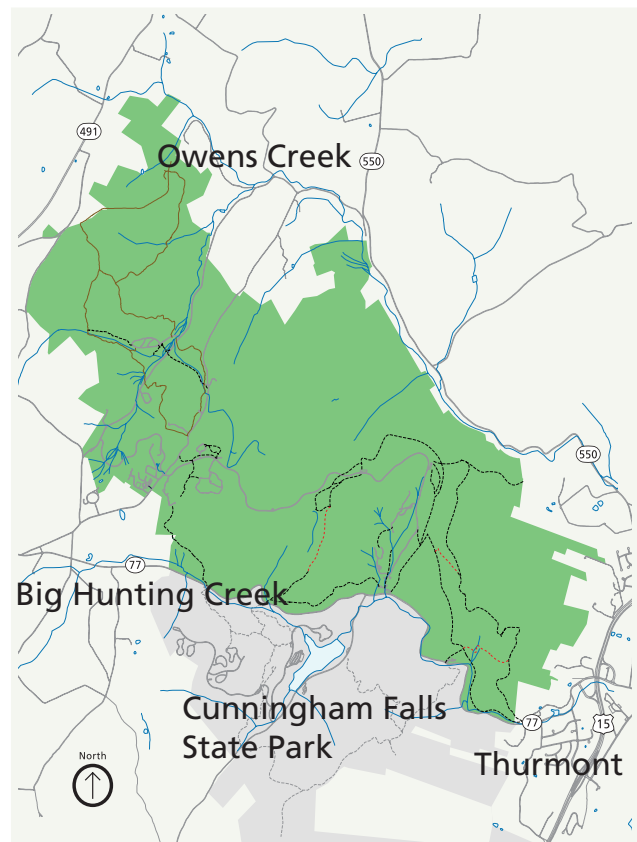 491
Owens Creek
550
550
77
Big Hunting Creek
Cunningham Falls
State Park
77
15
North
Thurmont